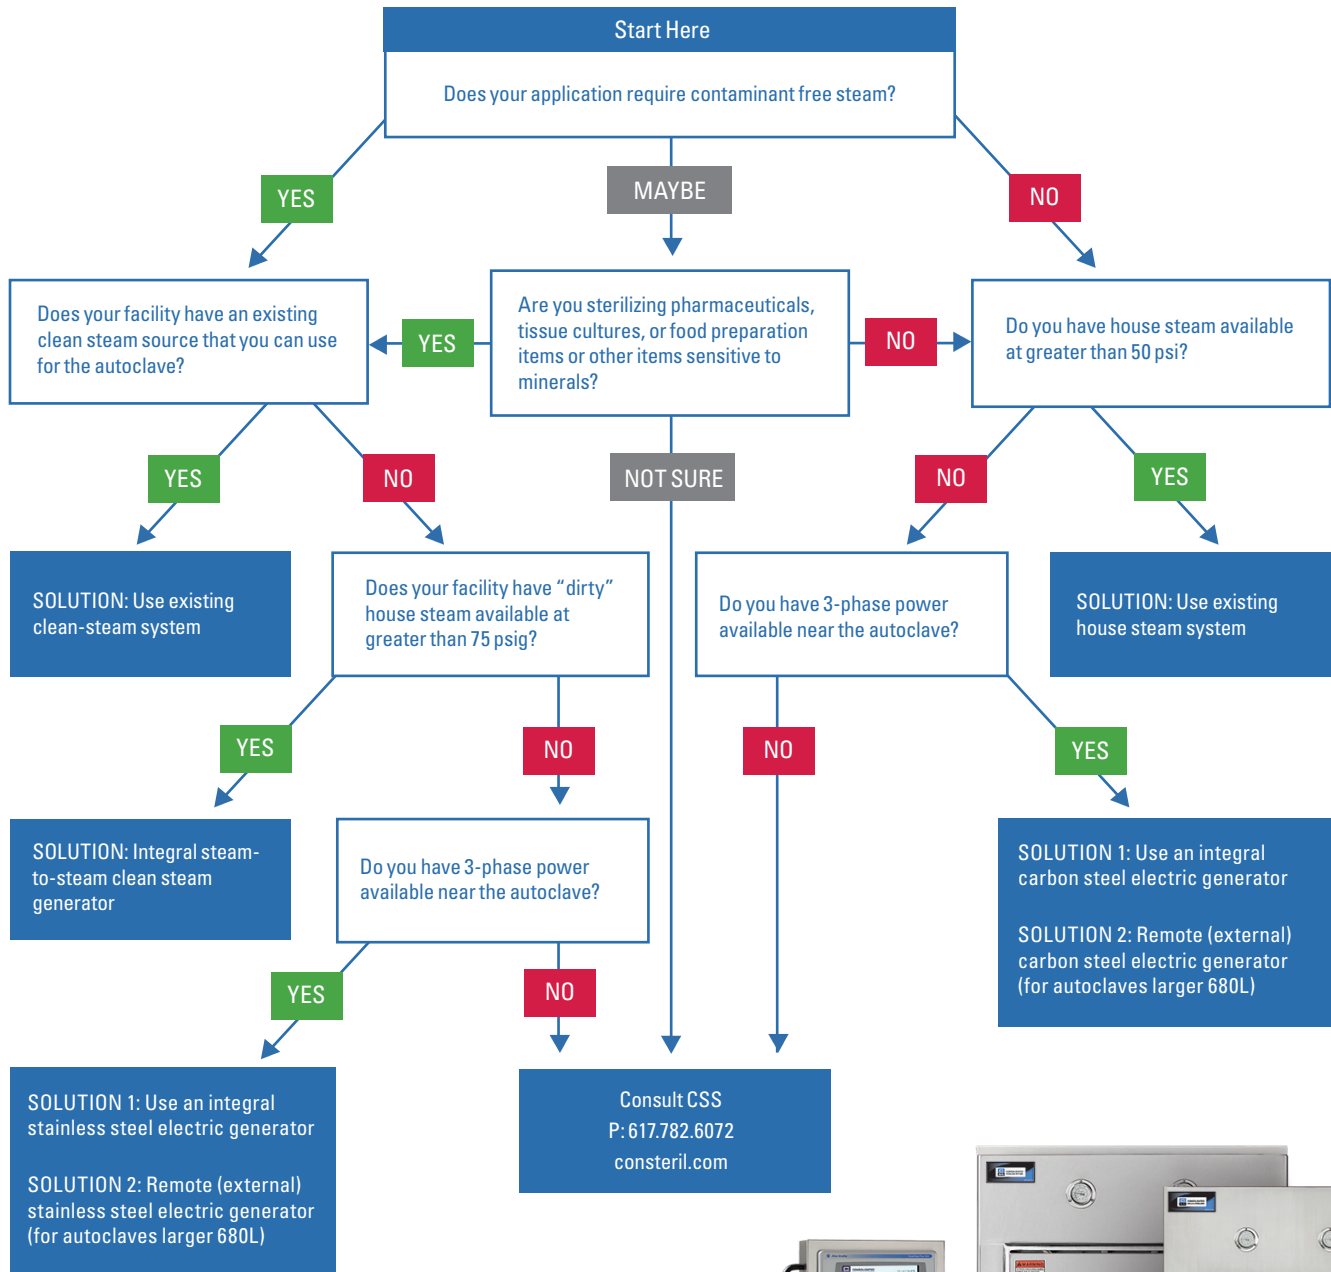 Start Here
Does your application require contaminant free steam?
YES
MAYBE
NO
Does your facility have an existing
clean steam source that you can use
for the autoclave?
YES
Are you sterilizing pharmaceuticals,
tissue cultures, or food preparation
items or other items sensitive to
minerals?
NO
Do you have house steam available
at greater than 50 psi?
YES
NO
NOT SURE
NO
YES
SOLUTION: Use existing
clean-steam system
Does your facility have “dirty”
house steam available at
greater than 75 psig?
Do you have 3-phase power
available near the autoclave?
SOLUTION: Use existing
house steam system
YES
NO
NO
YES
SOLUTION: Integral steam-
to-steam clean steam
generator
Do you have 3-phase power
available near the autoclave?
SOLUTION 1: Use an integral
carbon steel electric generator
SOLUTION 2: Remote (external)
carbon steel electric generator
(for autoclaves larger 680L)
YES
NO
SOLUTION 1: Use an integral
stainless steel electric generator
SOLUTION 2: Remote (external)
stainless steel electric generator
(for autoclaves larger 680L)
Consult CSS
P: 617.782.6072
consteril.com
WARNING